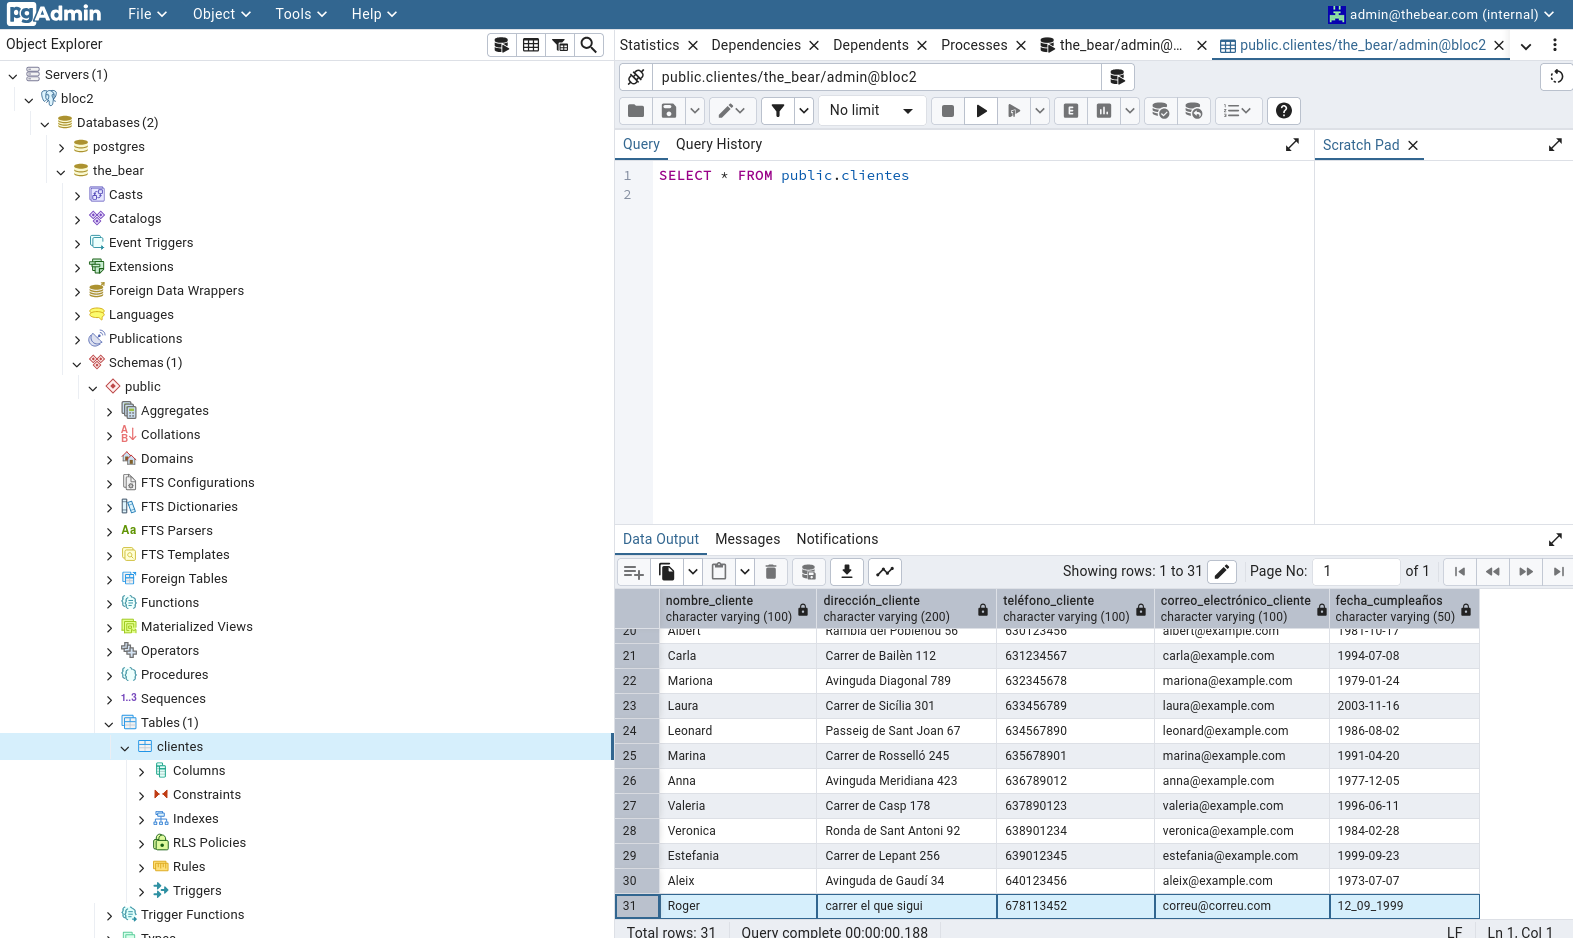 pgAdmin File Object Tools Help admin@thebear.com (internal)
Object Explorer
Statistics Dependencies Dependents Processes the_bear/admin@... public.clientes/the_bear/admin@bloc2
Servers (1)
bloc2
Databases (2)
postgres
the_bear
Casts
Catalogs
Event Triggers
Extensions
Foreign Data Wrappers
Languages
Publications
Schemas (1)
public
Aggregates
Collations
Domains
FTS Configurations
FTS Dictionaries
Aa FTS Parsers
FTS Templates
Foreign Tables
Functions
Materialized Views
Operators
Procedures
1..3 Sequences
Tables (1)
clientes
Columns
Constraints
Indexes
RLS Policies
Rules
Triggers
Trigger Functions
Types
public.clientes/the_bear/admin@bloc2
No limit E
Query Query History Scratch Pad
1 SELECT * FROM public.clientes
2
Data Output Messages Notifications
Showing rows: 1 to 31 Page No: 1 of 1
nombre_cliente dirección_cliente teléfono_cliente correo_electrónico_cliente fecha_cumpleaños
character varying (100) character varying (200) character varying (100) character varying (100) character varying (50)
20 Albert Rambla del Poblenou 56 630123456 albert@example.com 1981-10-17
21 Carla Carrer de Bailèn 112 631234567 carla@example.com 1994-07-08
22 Mariona Avinguda Diagonal 789 632345678 mariona@example.com 1979-01-24
23 Laura Carrer de Sicília 301 633456789 laura@example.com 2003-11-16
24 Leonard Passeig de Sant Joan 67 634567890 leonard@example.com 1986-08-02
25 Marina Carrer de Rosselló 245 635678901 marina@example.com 1991-04-20
26 Anna Avinguda Meridiana 423 636789012 anna@example.com 1977-12-05
27 Valeria Carrer de Casp 178 637890123 valeria@example.com 1996-06-11
28 Veronica Ronda de Sant Antoni 92 638901234 veronica@example.com 1984-02-28
29 Estefania Carrer de Lepant 256 639012345 estefania@example.com 1999-09-23
30 Aleix Avinguda de Gaudí 34 640123456 aleix@example.com 1973-07-07
31 Roger carrer el que sigui 678113452 correu@correu.com 12_09_1999
Total rows: 31 Query complete 00:00:00.188 LF Ln 1, Col 1